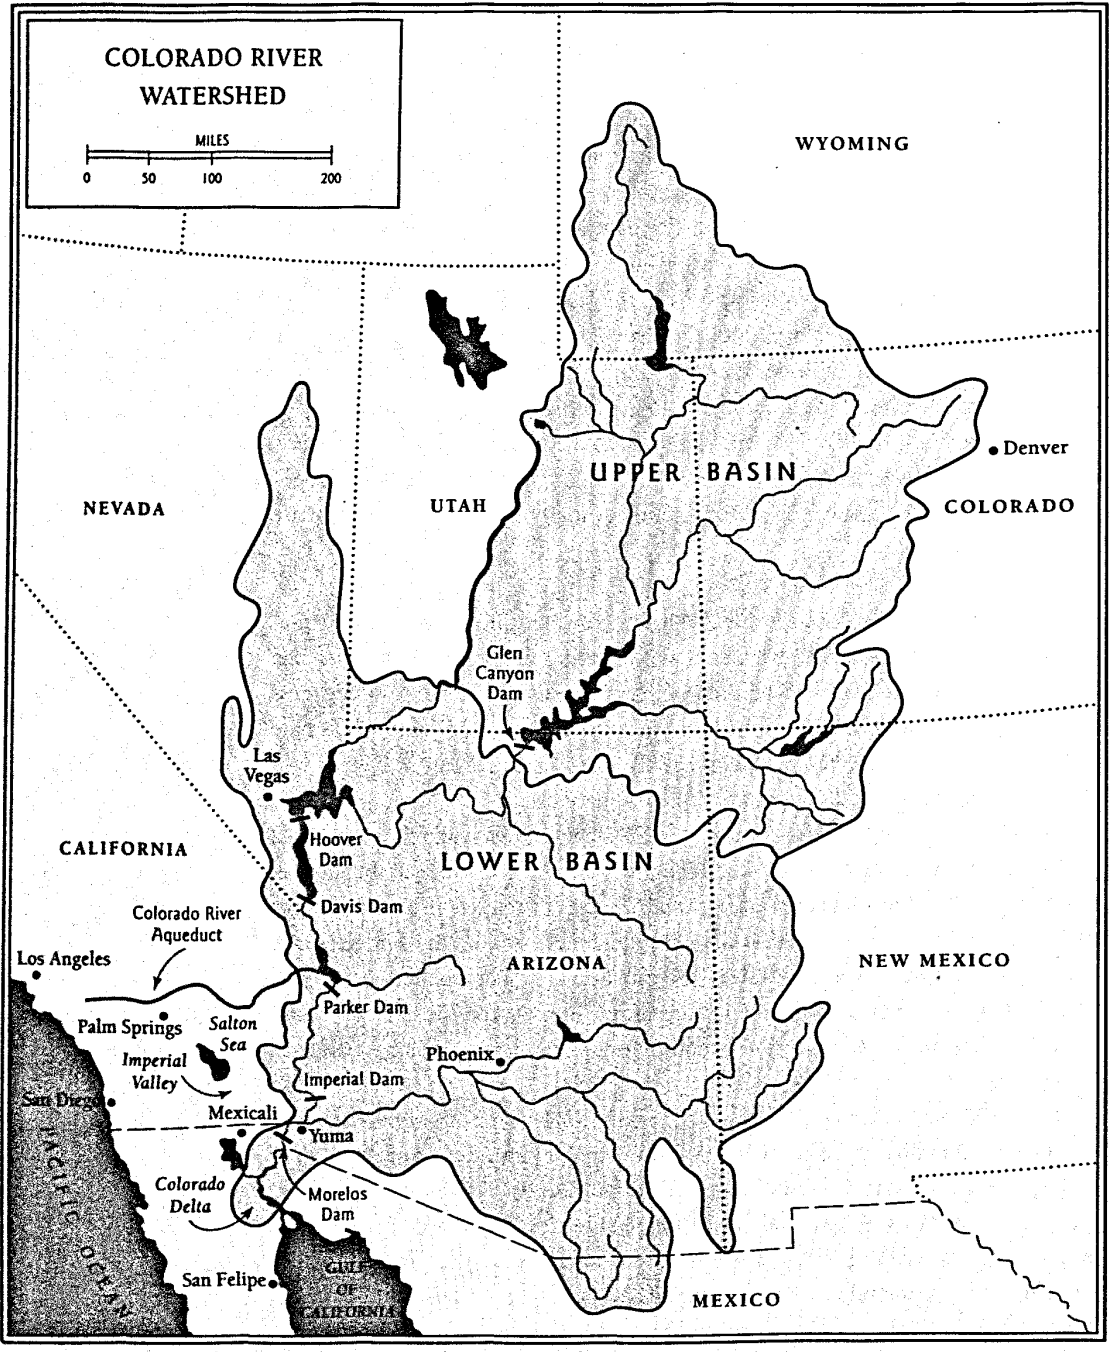 COLORADO RIVER
WATERSHED
MILES
0 50 100 200
WYOMING
Denver
UPPER BASIN
NEVADA
UTAH
COLORADO
Glen
Canyon
Dam
Las
Vegas
Hoover
Dam
CALIFORNIA
LOWER BASIN
Davis Dam
Colorado River
Aqueduct
Los Angeles
ARIZONA
NEW MEXICO
Parker Dam
Palm Springs
Salton
Sea
Imperial
Valley
Phoenix
Imperial Dam
San Diego
Mexicali
Yuma
PACIFIC OCEAN
Colorado
Delta
Morelos
Dam
San Felipe
GULF
OF
CALIFORNIA
MEXICO